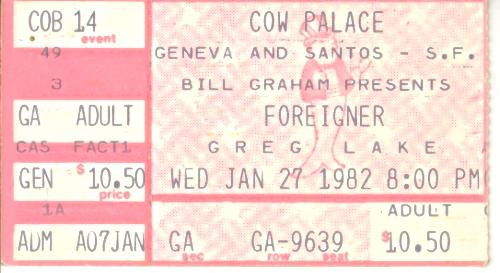 COB 14
event
49
3
GA ADULT
CAS FACT1
GEN $10.50
price
1A
ADM A07JAN
COW PALACE
GENEVA AND SANTOS - S.F.
BILL GRAHAM PRESENTS
FOREIGNER
GREG LAKE
WED JAN 27 1982 8:00 PM
ADULT
GA GA-9639 $10.50
sec row seat